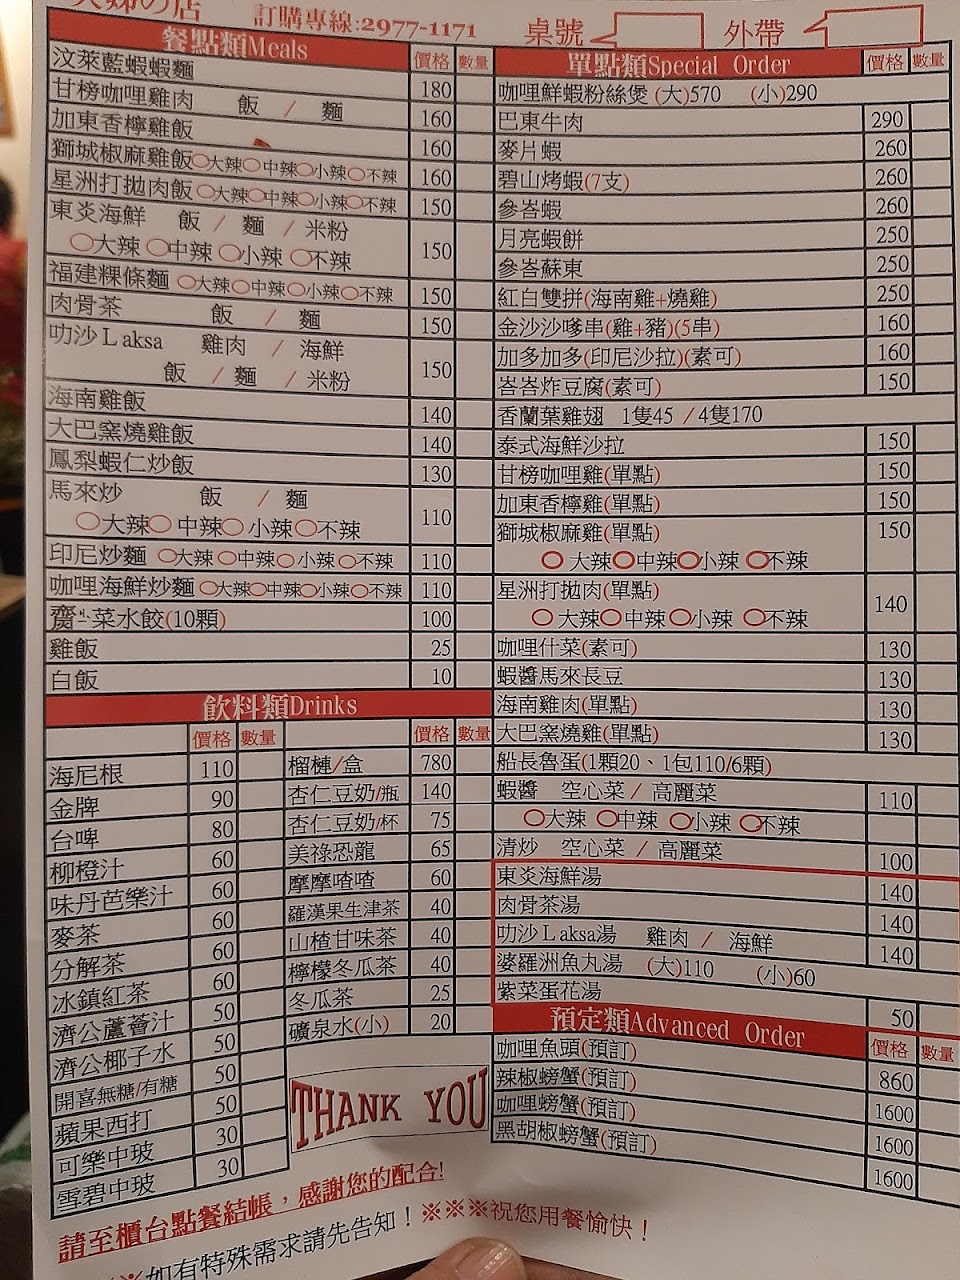 の店 訂購專線:2977-1171 桌號 外帶
餐點類Meals 價格 數量
汶萊藍蝦蝦麵 180
甘榜咖哩雞肉 飯 / 麵 160
加東香檸雞飯 160
獅城椒麻雞飯○大辣○中辣○小辣○不辣 160
星洲打拋肉飯○大辣○中辣○小辣○不辣 150
東炎海鮮 飯 / 麵 / 米粉
○大辣○中辣○小辣○不辣 150
福建粿條麵○大辣○中辣○小辣○不辣 150
肉骨茶 飯 / 麵 150
叻沙Laksa 雞肉 / 海鮮
飯 / 麵 / 米粉 150
海南雞飯 140
大巴窯燒雞飯 140
鳳梨蝦仁炒飯 130
馬來炒 飯 / 麵
○大辣○中辣○小辣○不辣 110
印尼炒麵○大辣○中辣○小辣○不辣 110
咖哩海鮮炒麵○大辣○中辣○小辣○不辣 110
菜水餃(10顆) 100
雞飯 25
白飯 10
飲料類Drinks
價格 數量 價格 數量
海尼根 110
金牌 90
台啤 80
柳橙汁 60
味丹芭樂汁 60
麥茶 60
分解茶 60
冰鎮紅茶 60
濟公蘆薈汁 50
濟公椰子水 50
開喜無糖/有糖 50
蘋果西打 50
可樂中玻 30
雪碧中玻 30
榴槤/盒 780
杏仁豆奶/瓶 140
杏仁豆奶/杯 75
美祿恐龍 65
摩摩喳喳 60
羅漢果生津茶 40
山楂甘味茶 40
檸檬冬瓜茶 40
冬瓜茶 25
礦泉水(小) 20
THANK YOU
單點類Special Order 價格 數量
咖哩鮮蝦粉絲煲 (大)570 (小)290
巴東牛肉 290
麥片蝦 260
碧山烤蝦(7支) 260
參峇蝦 260
月亮蝦餅 250
參峇蘇東 250
紅白雙拼(海南雞+燒雞) 250
金沙沙嗲串(雞+豬)(5串) 160
加多加多(印尼沙拉)(素可) 160
峇峇炸豆腐(素可) 150
香蘭葉雞翅 1隻45 / 4隻170
泰式海鮮沙拉 150
甘榜咖哩雞(單點) 150
加東香檸雞(單點) 150
獅城椒麻雞(單點) 150
○大辣○中辣○小辣○不辣
星洲打拋肉(單點)
○大辣○中辣○小辣○不辣 140
咖哩什菜(素可) 130
蝦醬馬來長豆 130
海南雞肉(單點) 130
大巴窯燒雞(單點) 130
船長魯蛋(1顆20、1包110/6顆)
蝦醬 空心菜 / 高麗菜 110
○大辣○中辣○小辣○不辣
清炒 空心菜 / 高麗菜 100
東炎海鮮湯 140
肉骨茶湯 140
叻沙Laksa湯 雞肉 / 海鮮 140
婆羅洲魚丸湯 (大)110 (小)60
紫菜蛋花湯 50
預定類Advanced Order 價格 數量
咖哩魚頭(預訂) 860
辣椒螃蟹(預訂) 1600
咖哩螃蟹(預訂) 1600
黑胡椒螃蟹(預訂) 1600
請至櫃台點餐結帳，感謝您的配合!
※如有特殊需求請先告知！※※※祝您用餐愉快！